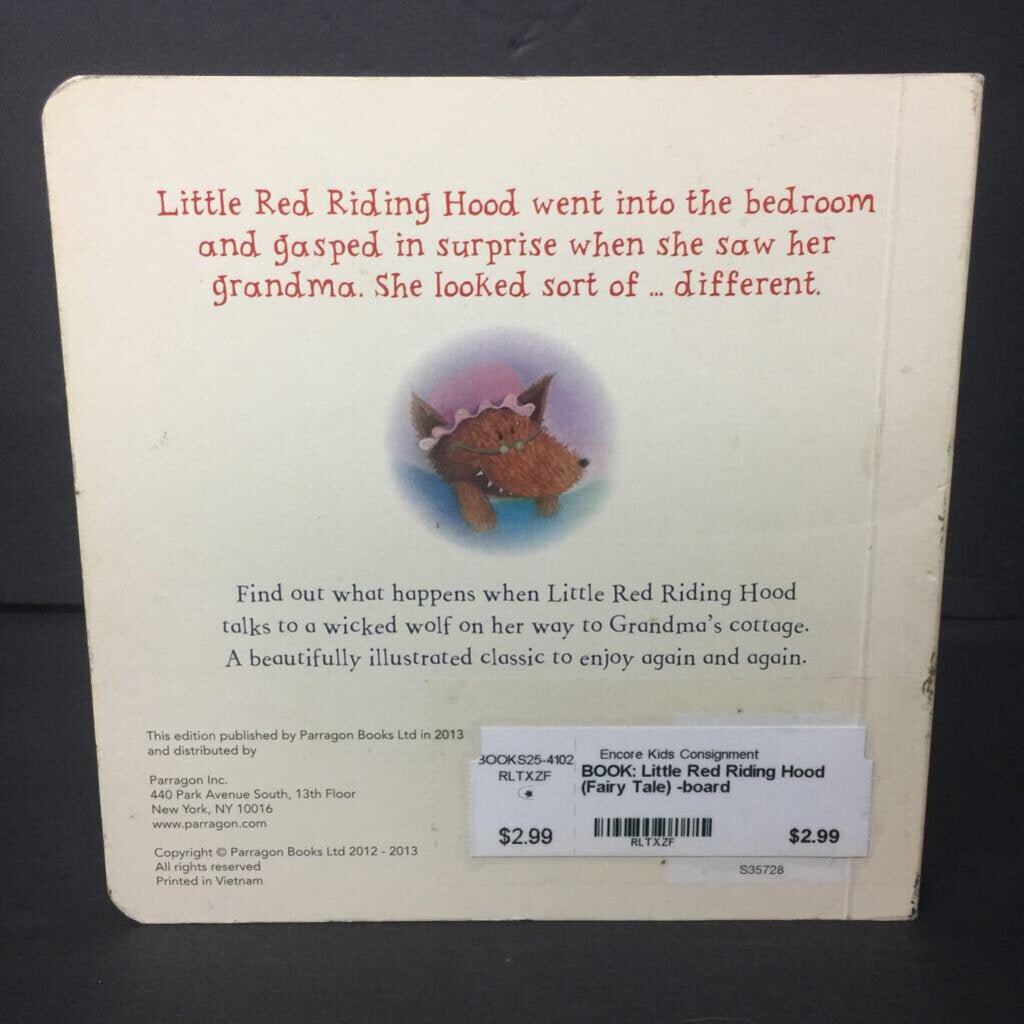 Little Red Riding Hood went into the bedroom
and gasped in surprise when she saw her
grandma. She looked sort of ... different.
Find out what happens when Little Red Riding Hood
talks to a wicked wolf on her way to Grandma's cottage.
A beautifully illustrated classic to enjoy again and again.
This edition published by Parragon Books Ltd in 2013
and distributed by
Parragon Inc.
440 Park Avenue South, 13th Floor
New York, NY 10016
www.parragon.com
Copyright © Parragon Books Ltd 2012 - 2013
All rights reserved
Printed in Vietnam
BOOKS25-4102
RLTXZF
$2.99
Encore Kids Consignment
BOOK: Little Red Riding Hood
(Fairy Tale) -board
RLTXZF
$2.99
S35728